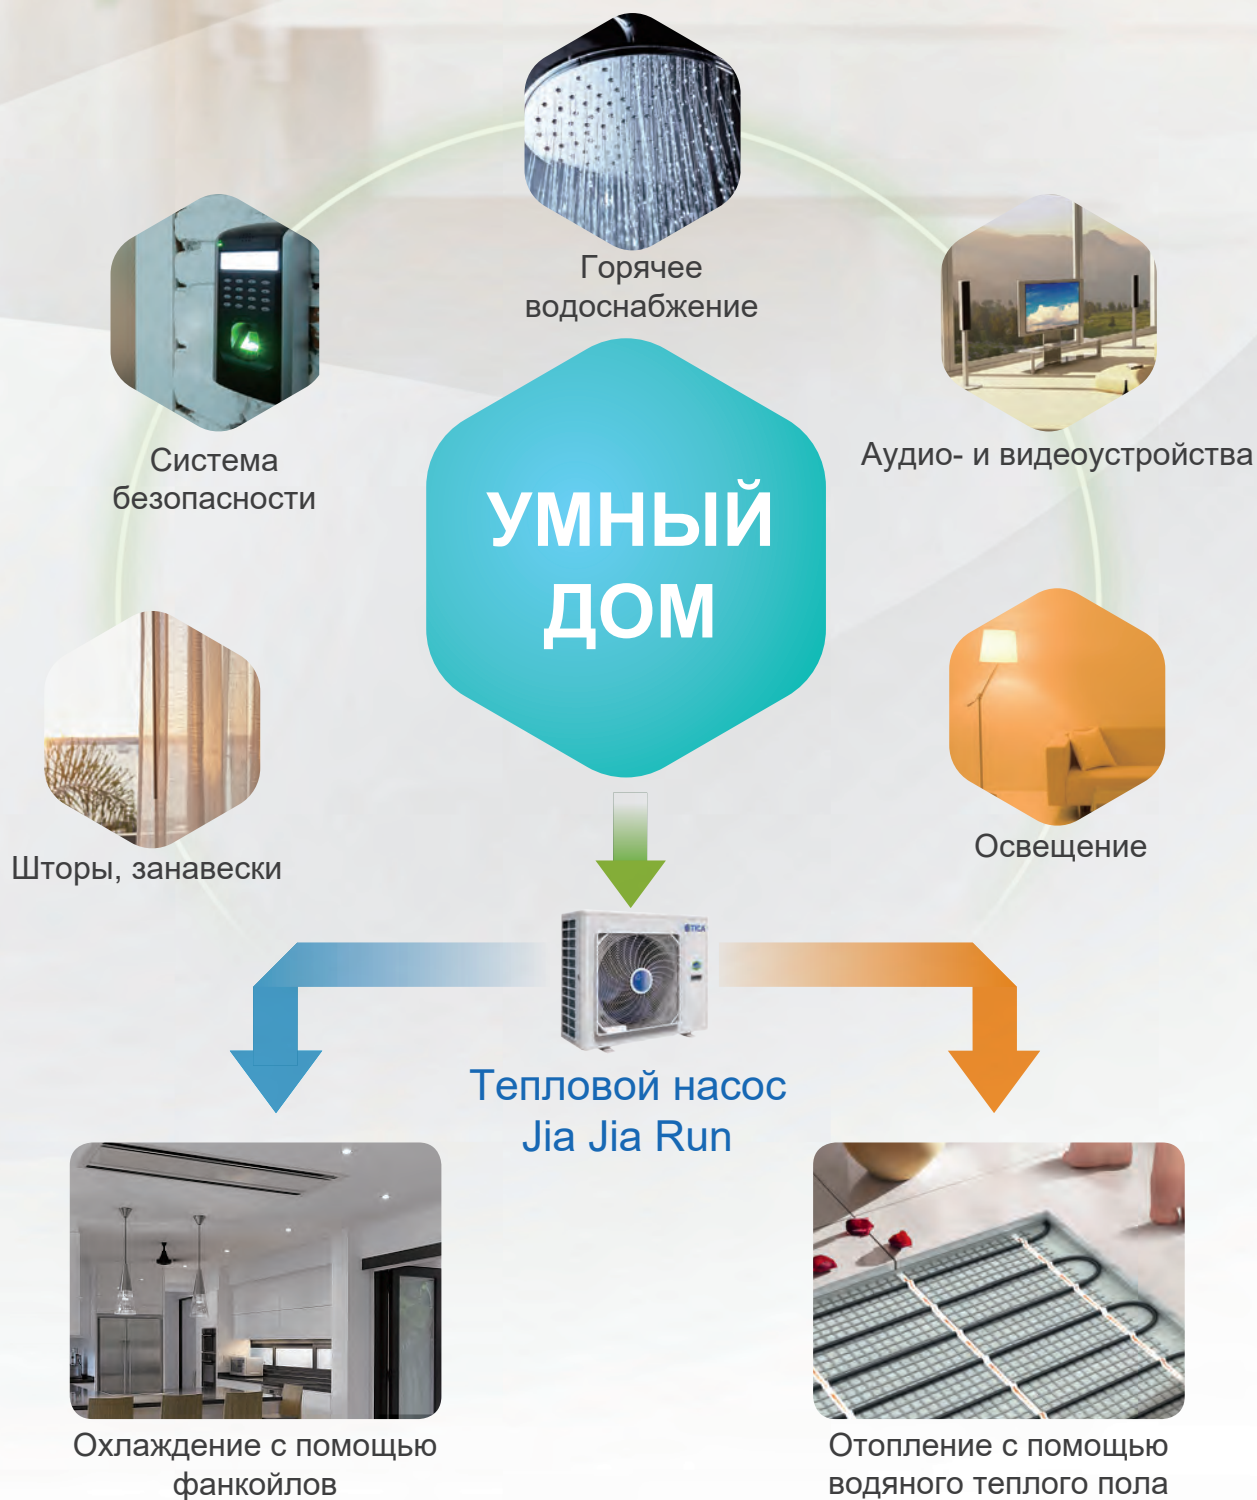 Горячее
водоснабжение
Система
безопасности
Аудио- и видеоустройства
УМНЫЙ
ДОМ
Шторы, занавески
Освещение
TICA
Тепловой насос
Jia Jia Run
Охлаждение с помощью
фанкойлов
Отопление с помощью
водяного теплого пола